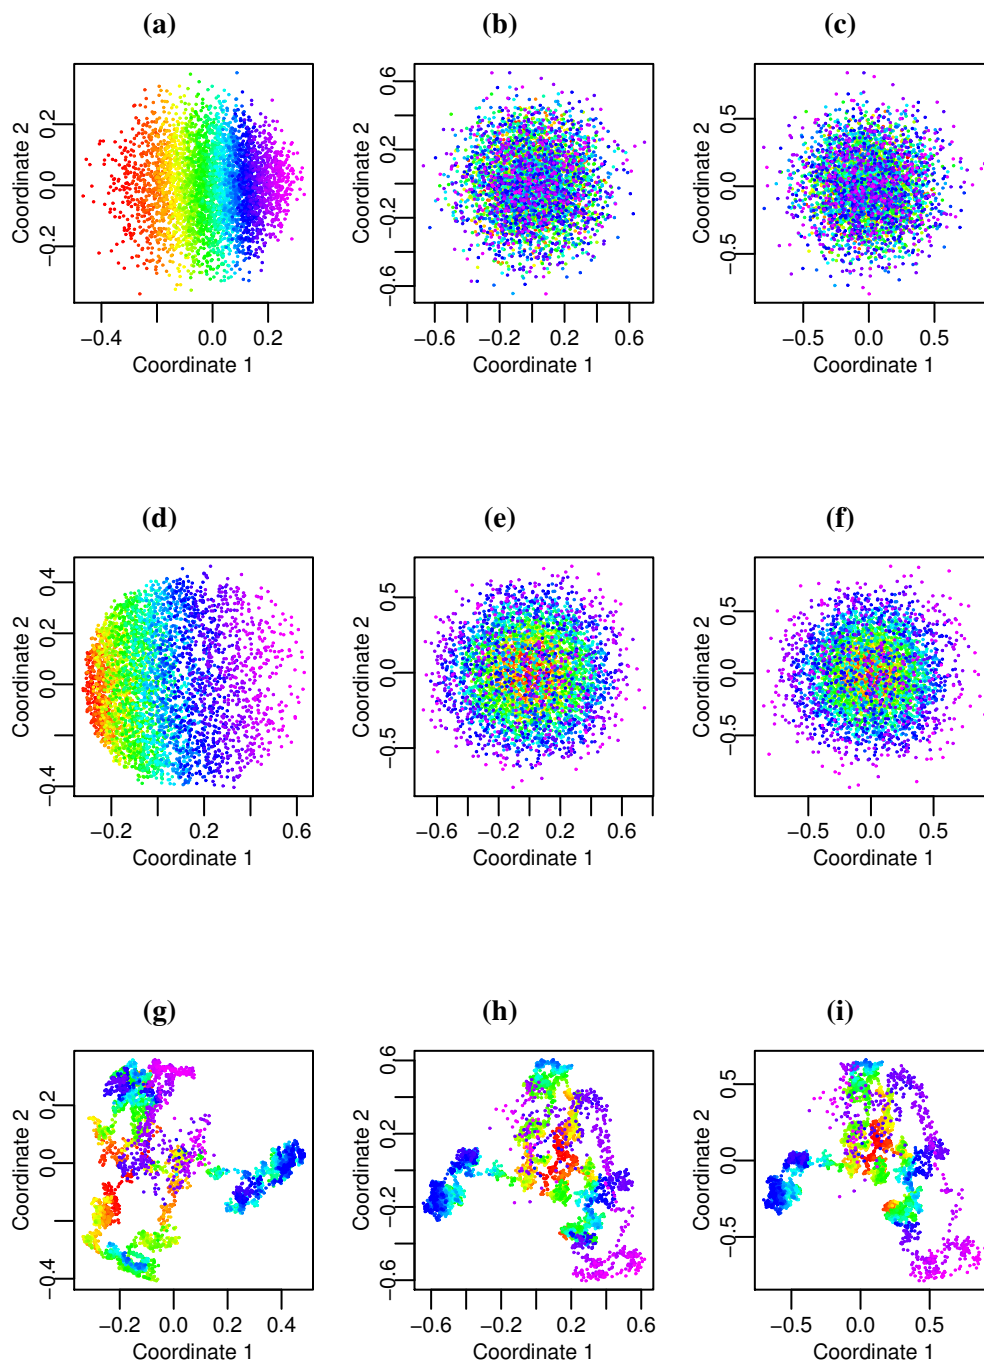 (a) (b) (c)
Coordinate 2 −0.2 0.0 0.2
Coordinate 2 −0.6 −0.2 0.2 0.6
Coordinate 2 −0.5 0.0 0.5
−0.4 0.0 0.2
−0.6 −0.2 0.2 0.6
−0.5 0.0 0.5
Coordinate 1 Coordinate 1 Coordinate 1
(d) (e) (f)
Coordinate 2 −0.4 0.0 0.2 0.4
Coordinate 2 −0.5 0.0 0.5
Coordinate 2 −0.5 0.0 0.5
−0.2 0.2 0.6
−0.6 −0.2 0.2 0.6
−0.5 0.0 0.5
Coordinate 1 Coordinate 1 Coordinate 1
(g) (h) (i)
Coordinate 2 −0.4 0.0 0.2
Coordinate 2 −0.6 −0.2 0.2 0.6
Coordinate 2 −0.5 0.0 0.5
−0.2 0.0 0.2 0.4
−0.6 −0.2 0.2 0.6
−0.5 0.0 0.5
Coordinate 1 Coordinate 1 Coordinate 1